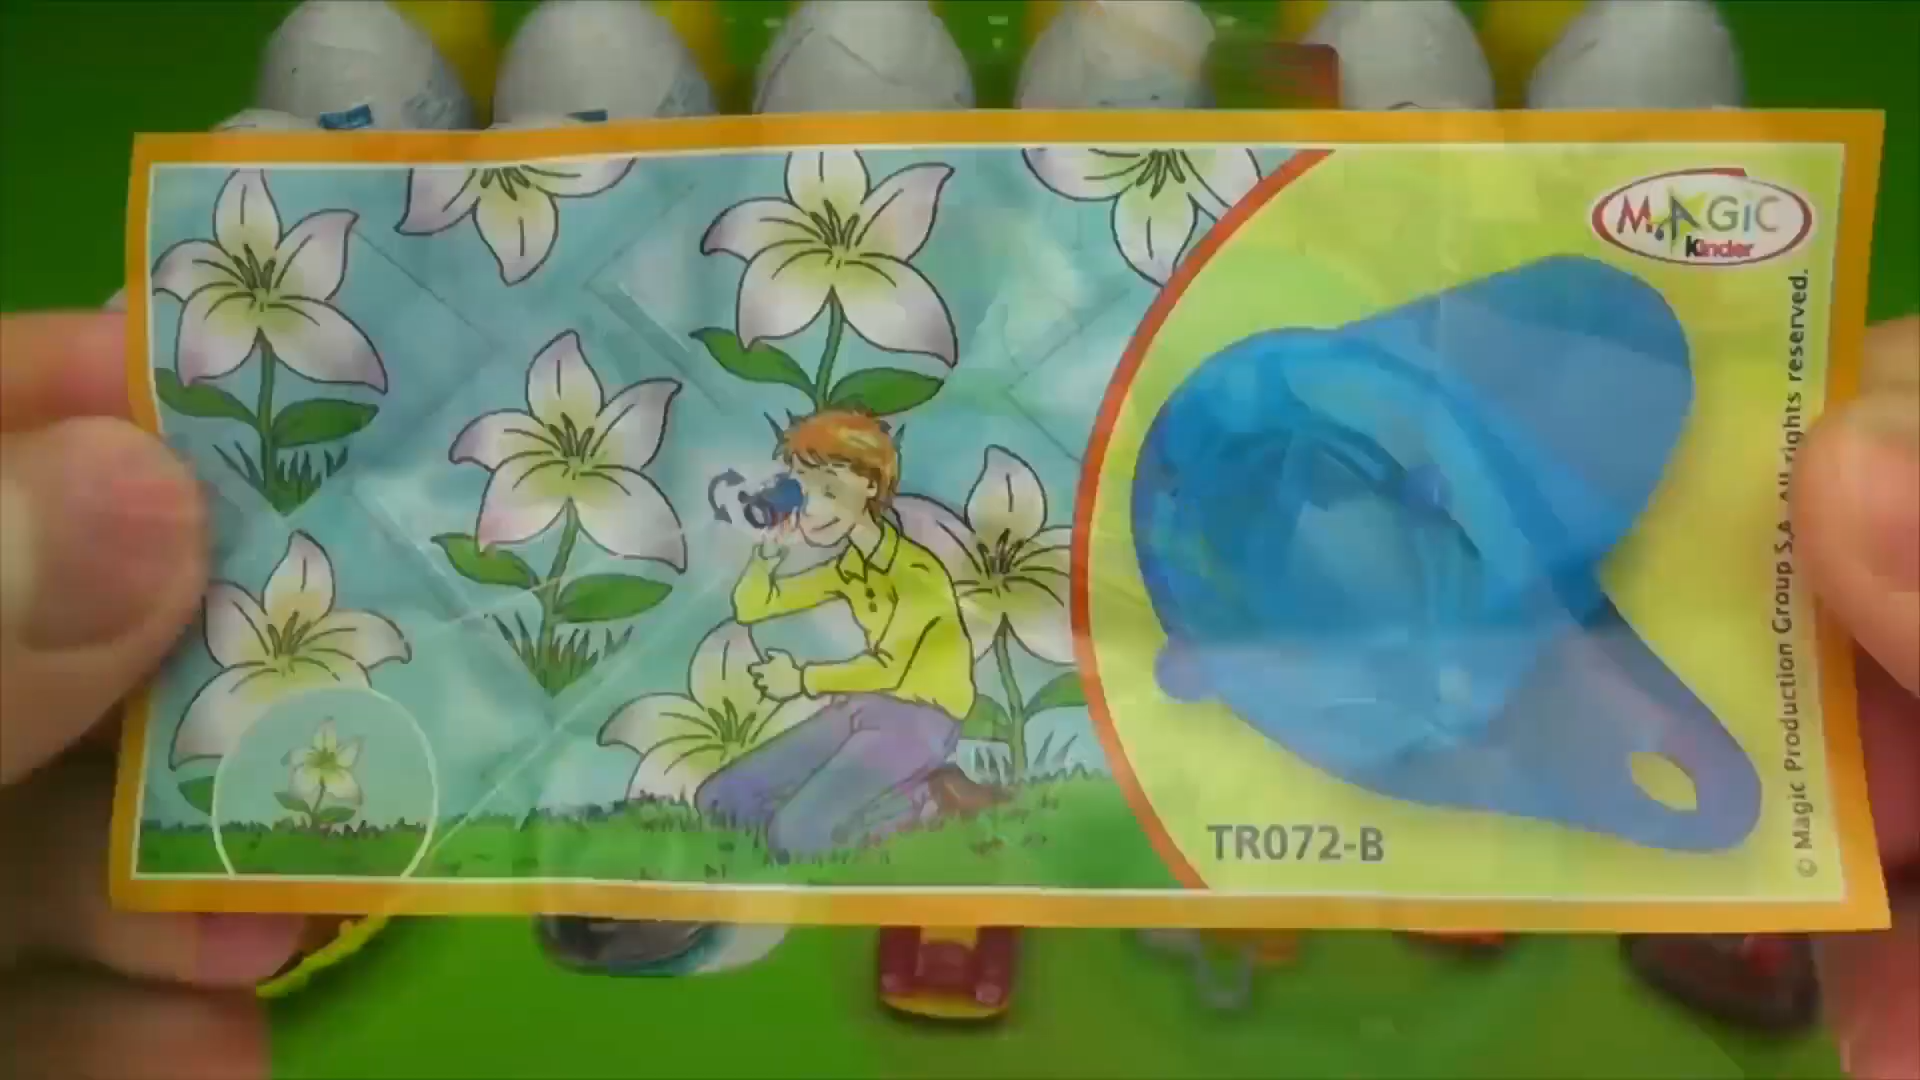 MAGIC
Kinder
© Magic Production Group S.A. All rights reserved.
TR072-B